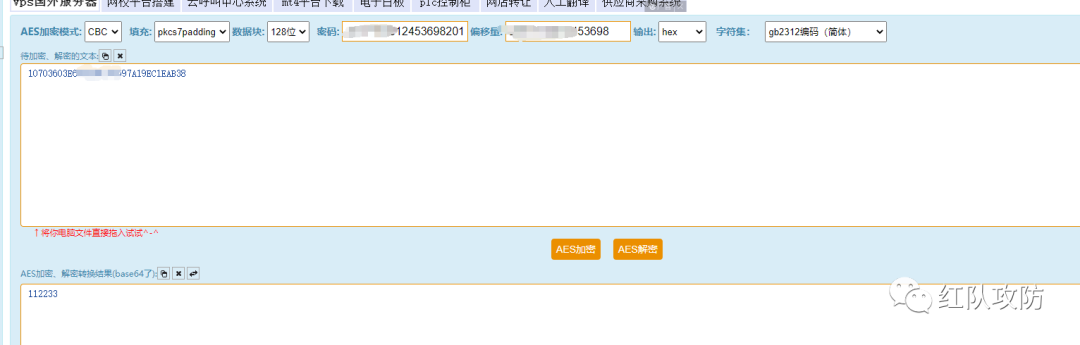 vps国外服务器 网校平台搭建 云呼叫中心系统 mt4平台下载 电子白板 plc控制柜 网店转让 人工翻译 供应商采购系统
AES加密模式: CBC 填充: pkcs7padding 数据块: 128位 密码: 12453698201 偏移量: 53698 输出: hex 字符集: gb2312编码（简体）
待加密、解密的文本:
10703603E 97A19EC1EAB38
↑将你电脑文件直接拖入试试^-^
AES加密 AES解密
AES加密、解密转换结果(base64了):
112233
红队攻防